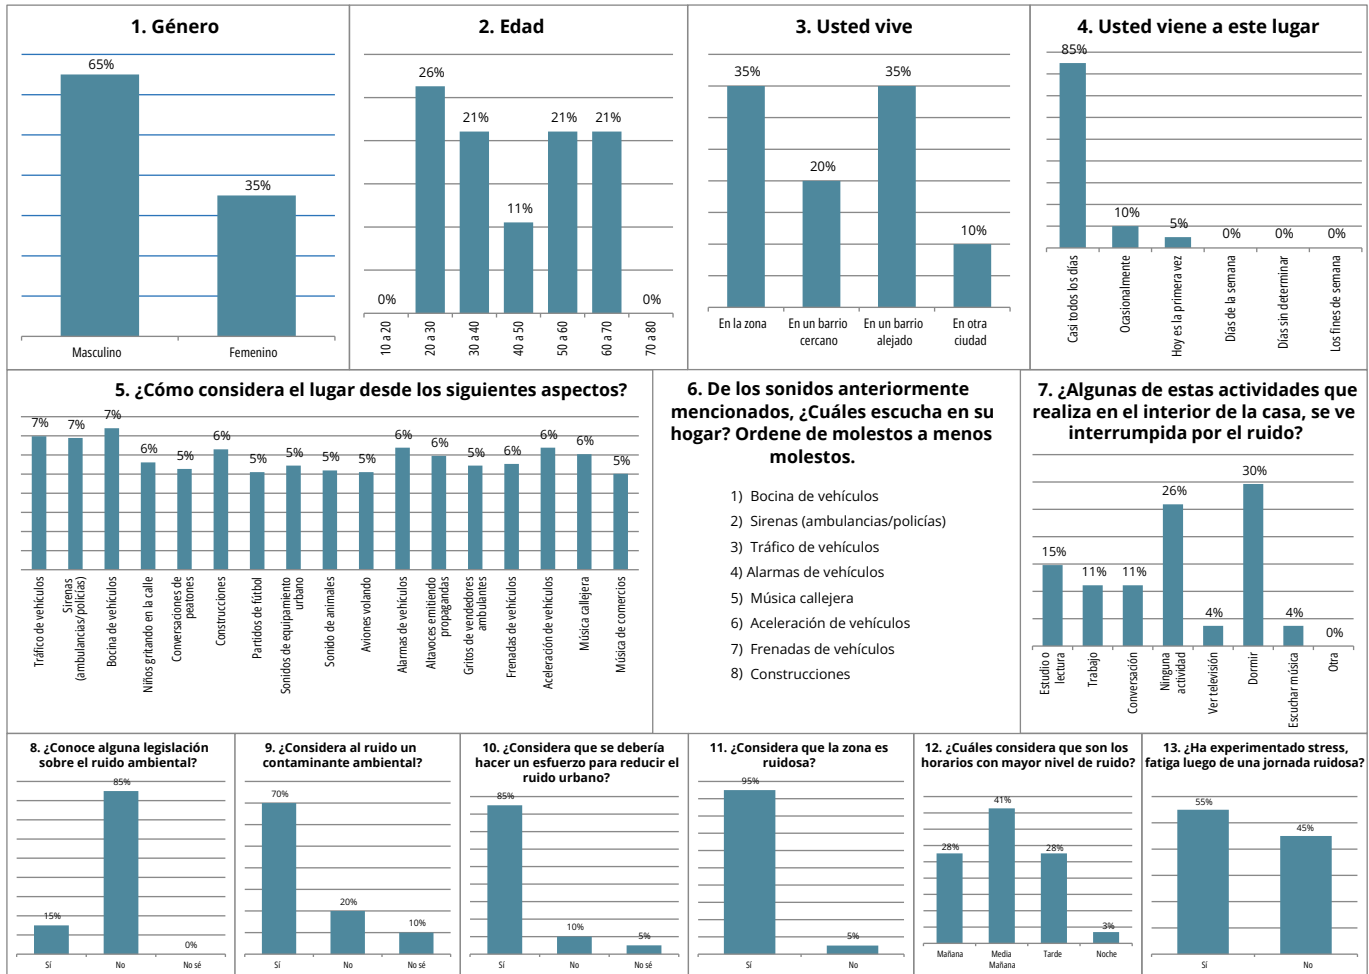 1. Género
65%
35%
Masculino
Femenino
2. Edad
0%
26%
21%
11%
21%
21%
0%
10 a 20
20 a 30
30 a 40
40 a 50
50 a 60
60 a 70
70 a 80
3. Usted vive
35%
20%
35%
10%
En la zona
En un barrio
cercano
En un barrio
alejado
En otra
ciudad
4. Usted viene a este lugar
85%
10%
5%
0%
0%
0%
Casi todos los días
Ocasionalmente
Hoy es la primera vez
Días de la semana
Días sin determinar
Los fines de semana
5. ¿Cómo considera el lugar desde los siguientes aspectos?
7%
7%
7%
6%
5%
6%
5%
5%
5%
5%
6%
6%
5%
6%
6%
6%
5%
Tráfico de vehículos
Sirenas
(ambulancias/policías)
Bocina de vehículos
Niños gritando en la calle
Conversaciones de
peatones
Construcciones
Partidos de fútbol
Sonidos de equipamiento
urbano
Sonido de animales
Aviones volando
Alarmas de vehículos
Altavoces emitiendo
propagandas
Gritos de vendedores
ambulantes
Frenadas de vehículos
Aceleración de vehículos
Música callejera
Música de comercios
6. De los sonidos anteriormente
mencionados, ¿Cuáles escucha en su
hogar? Ordene de molestos a menos
molestos.
1) Bocina de vehículos
2) Sirenas (ambulancias/policías)
3) Tráfico de vehículos
4) Alarmas de vehículos
5) Música callejera
6) Aceleración de vehículos
7) Frenadas de vehículos
8) Construcciones
7. ¿Algunas de estas actividades que
realiza en el interior de la casa, se ve
interrumpida por el ruido?
15%
11%
11%
26%
4%
30%
4%
0%
Estudio o
lectura
Trabajo
Conversación
Ninguna
actividad
Ver televisión
Dormir
Escuchar música
Otra
8. ¿Conoce alguna legislación
sobre el ruido ambiental?
15%
85%
0%
Sí
No
No sé
9. ¿Considera al ruido un
contaminante ambiental?
70%
20%
10%
Sí
No
No sé
10. ¿Considera que se debería
hacer un esfuerzo para reducir el
ruido urbano?
85%
10%
5%
Sí
No
No sé
11. ¿Considera que la zona es
ruidosa?
95%
5%
Sí
No
12. ¿Cuáles considera que son los
horarios con mayor nivel de ruido?
28%
41%
28%
3%
Mañana
Media
Mañana
Tarde
Noche
13. ¿Ha experimentado stress,
fatiga luego de una jornada ruidosa?
55%
45%
Sí
No